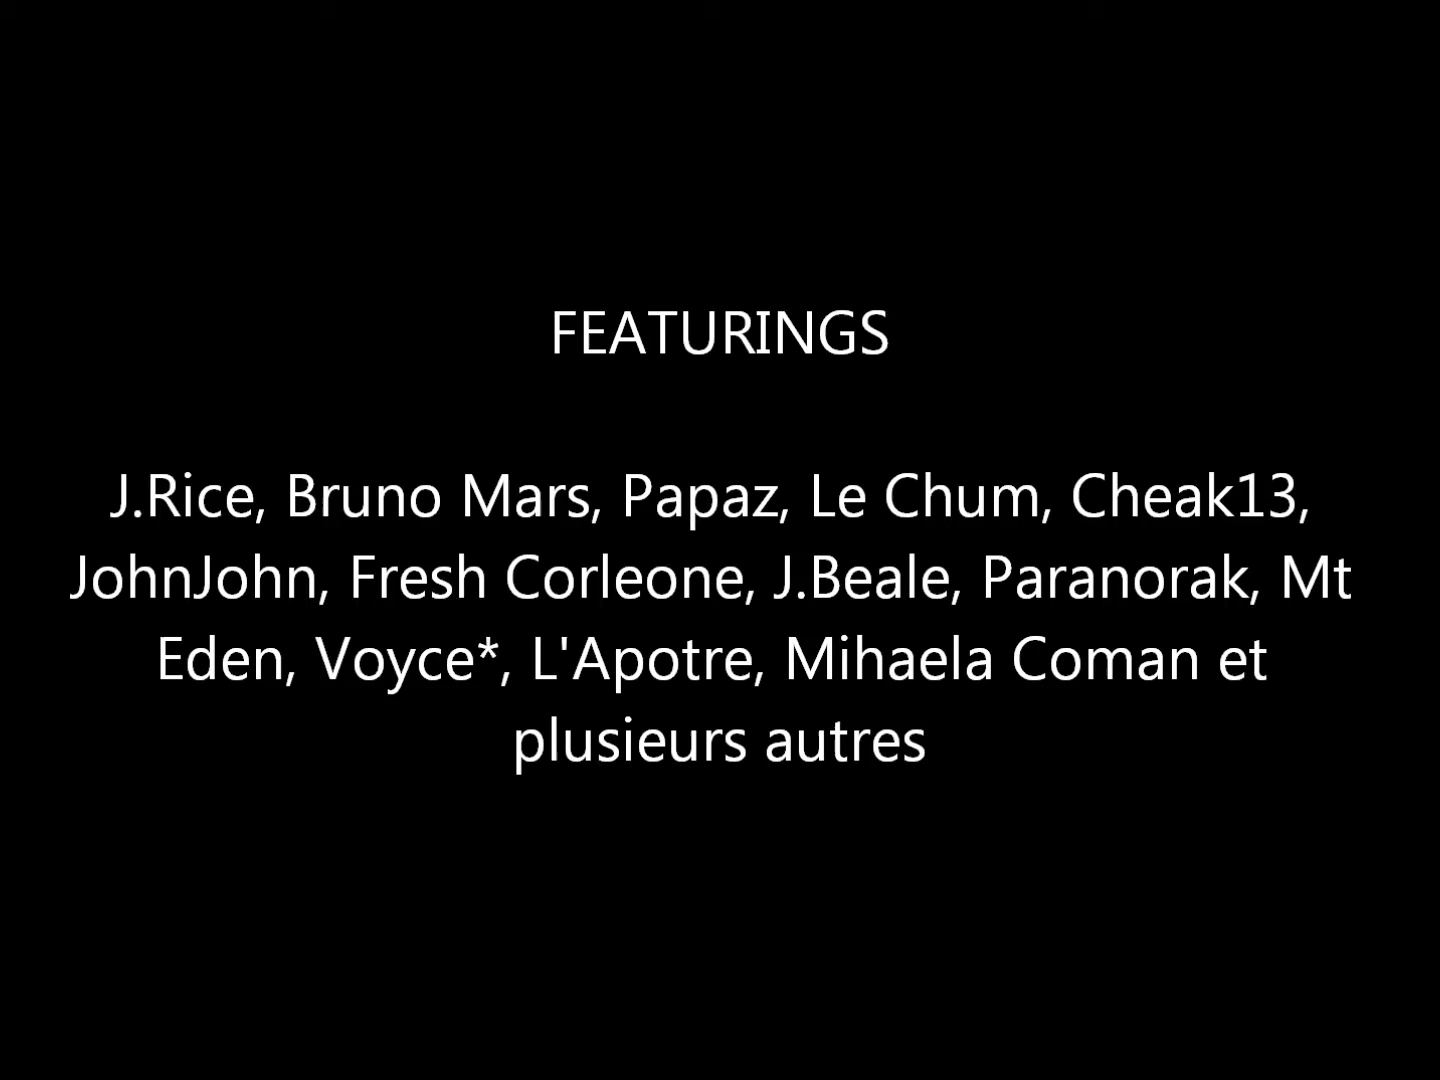 FEATURINGS
J.Rice, Bruno Mars, Papaz, Le Chum, Cheak13,
JohnJohn, Fresh Corleone, J.Beale, Paranorak, Mt
Eden, Voyce*, L'Apotre, Mihaela Coman et
plusieurs autres